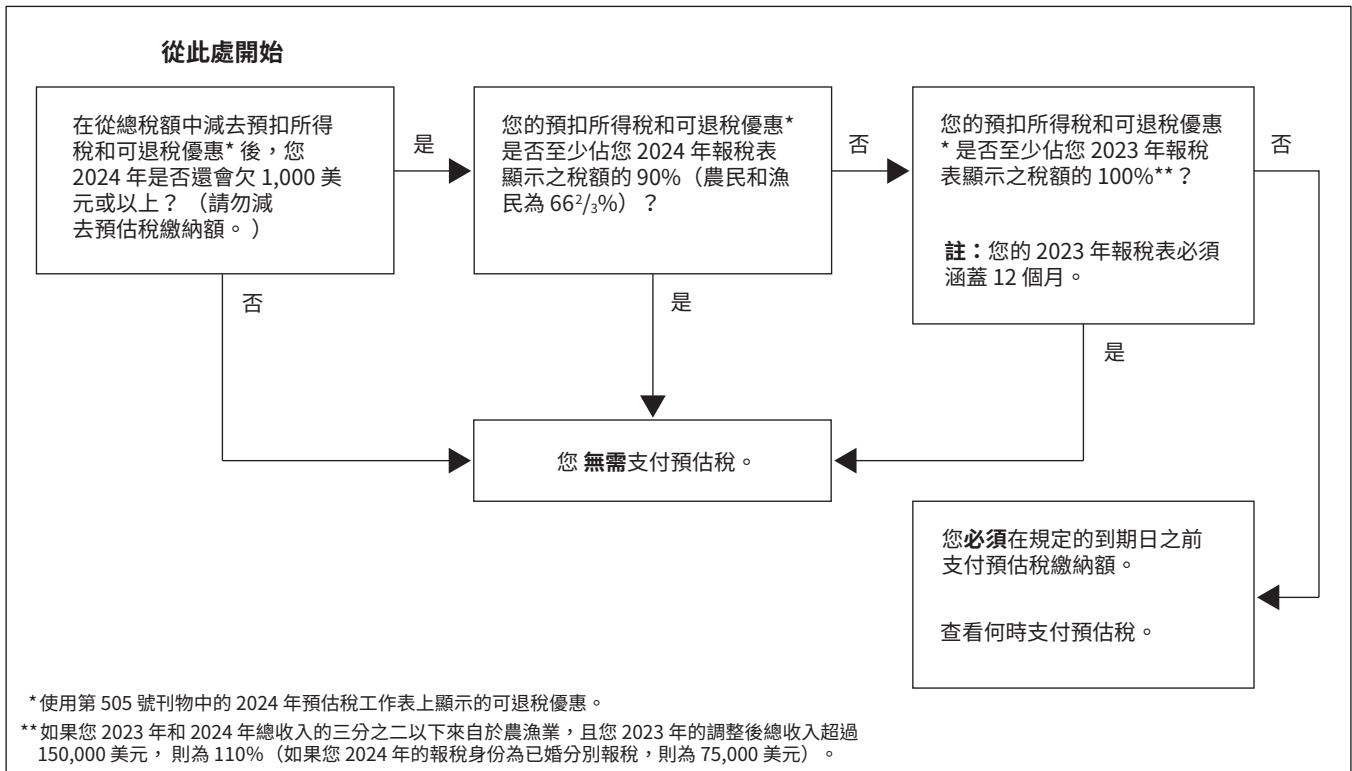 從此處開始
在從總稅額中減去預扣所得
稅和可退稅優惠* 後，您
2024 年是否還會欠 1,000 美
元或以上？ （請勿減
去預估稅繳納額。 ）
是
您的預扣所得稅和可退稅優惠*
是否至少佔您 2024 年報稅表
顯示之稅額的 90%（農民和漁
民為 66²/₃%）？
否
您的預扣所得稅和可退稅優惠
* 是否至少佔您 2023 年報稅
表顯示之稅額的 100%**？
註：您的 2023 年報稅表必須
涵蓋 12 個月。
否
否
是
是
您 無需支付預估稅。
您必須在規定的到期日之前
支付預估稅繳納額。
查看何時支付預估稅。
*使用第 505 號刊物中的 2024 年預估稅工作表上顯示的可退稅優惠。
**如果您 2023 年和 2024 年總收入的三分之二以下來自於農漁業，且您 2023 年的調整後總收入超過
150,000 美元， 則為 110%（如果您 2024 年的報稅身份為已婚分別報稅，則為 75,000 美元）。